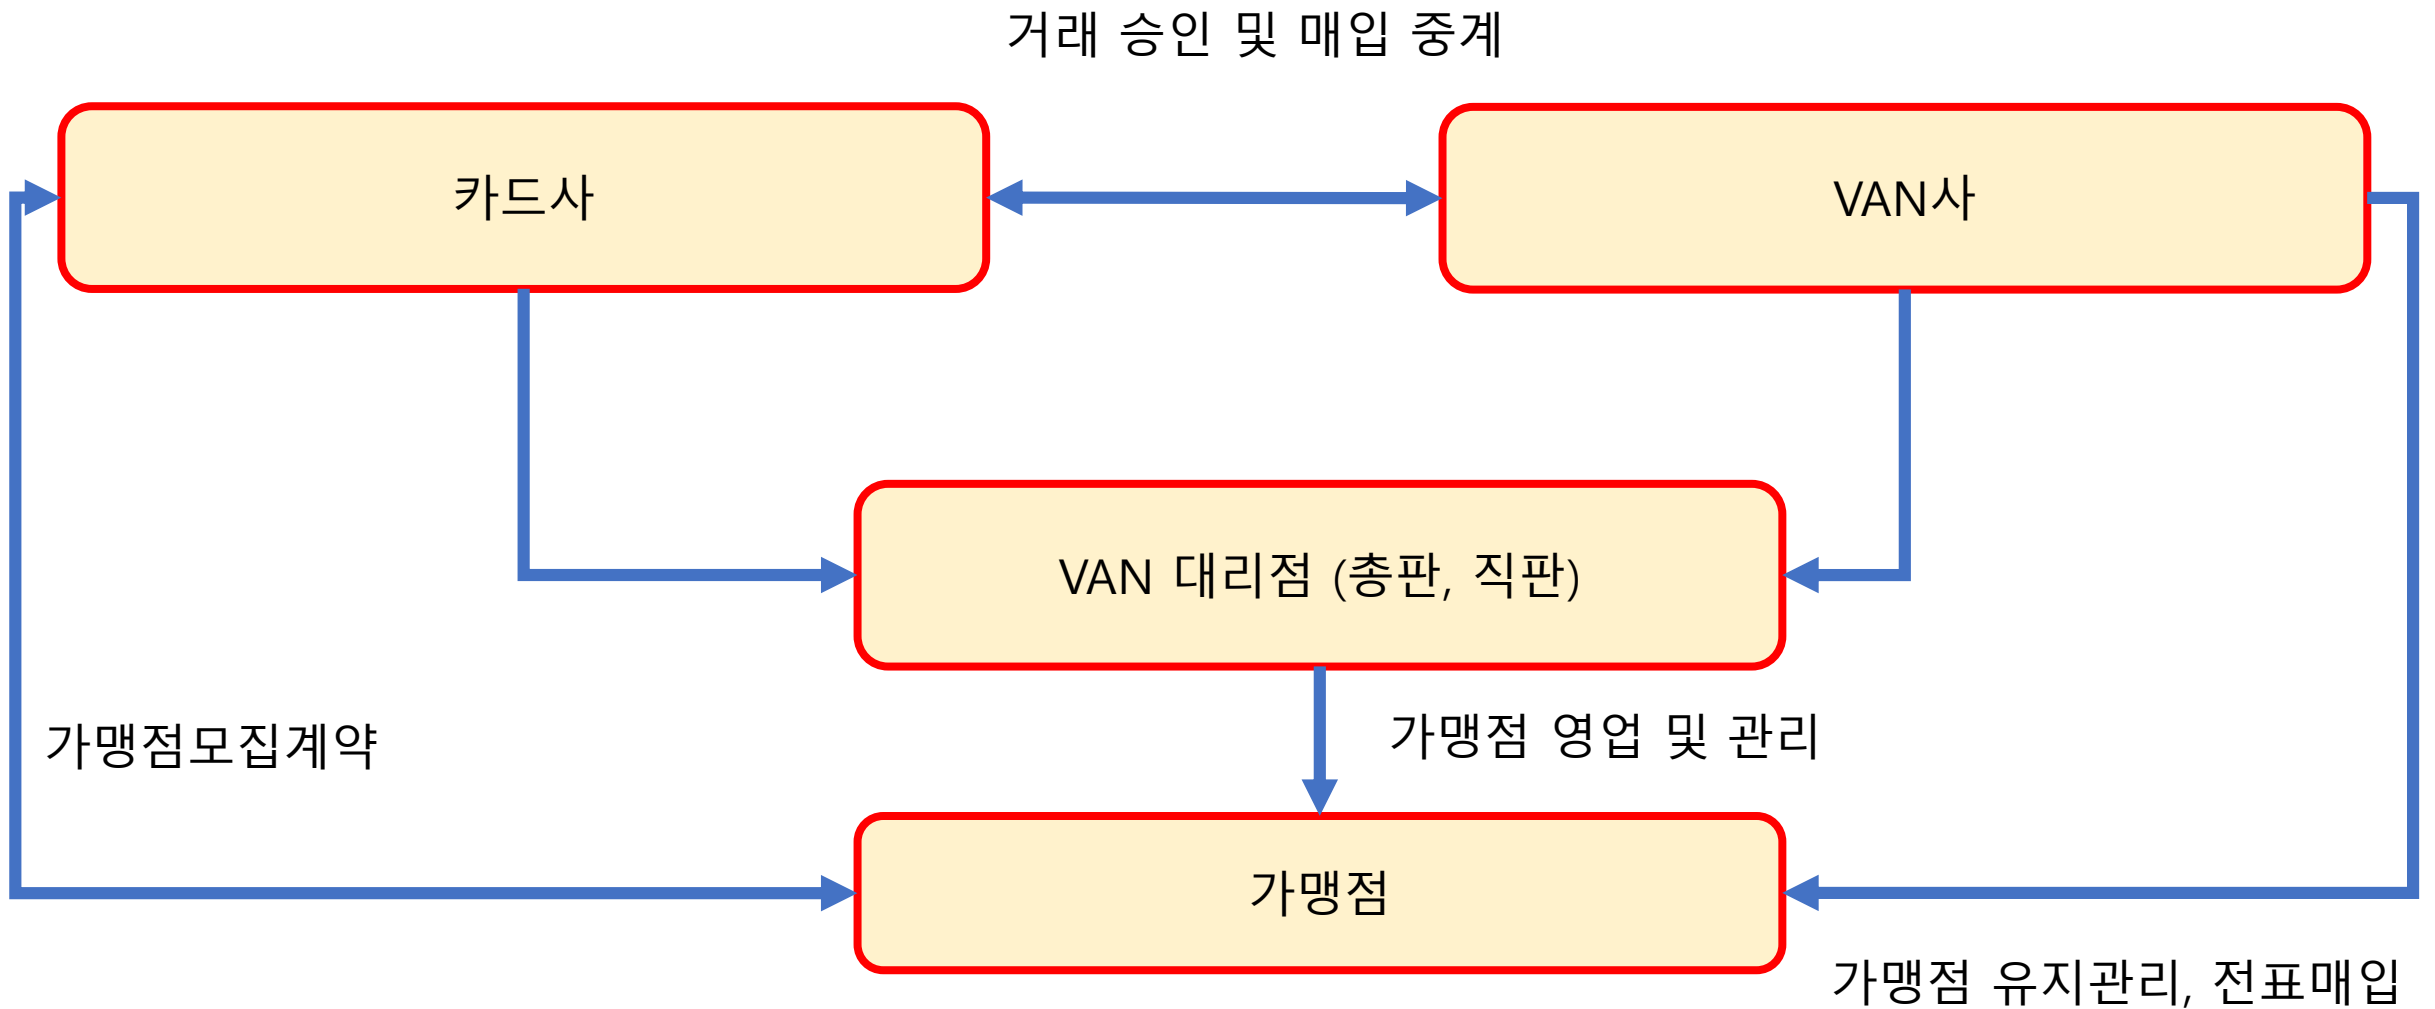 거래 승인 및 매입 중계
카드사
VAN사
VAN 대리점 (총판, 직판)
가맹점모집계약
가맹점 영업 및 관리
가맹점
가맹점 유지관리, 전표매입